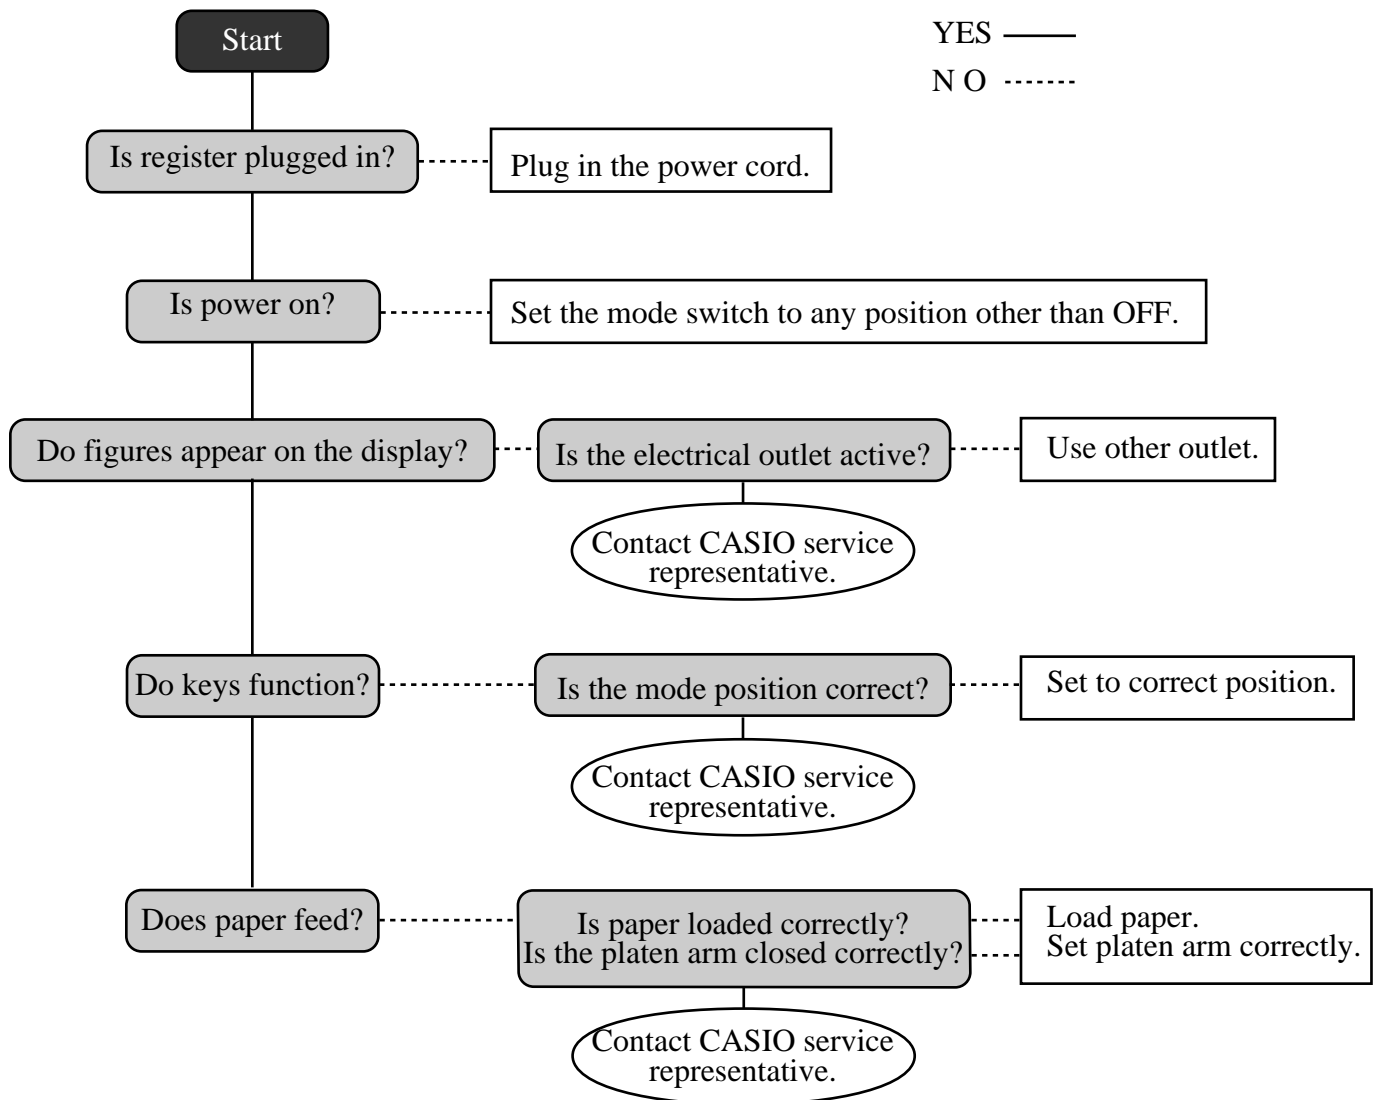 Start
YES
N O
Is register plugged in?
Plug in the power cord.
Is power on?
Set the mode switch to any position other than OFF.
Do figures appear on the display?
Is the electrical outlet active?
Use other outlet.
Contact CASIO service
representative.
Do keys function?
Is the mode position correct?
Set to correct position.
Contact CASIO service
representative.
Does paper feed?
Is paper loaded correctly?
Is the platen arm closed correctly?
Load paper.
Set platen arm correctly.
Contact CASIO service
representative.